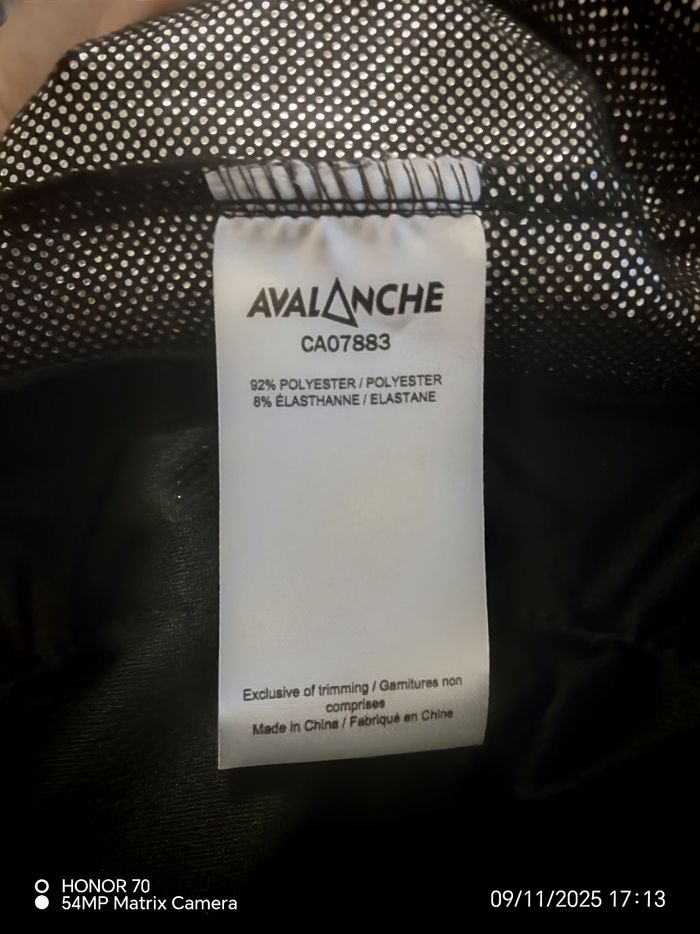 AVALANCHE
CA07883
92% POLYESTER / POLYESTER
8% ÉLASTHANNE / ELASTANE
Exclusive of trimming / Garnitures non
comprises
Made in China / Fabriqué en Chine
HONOR 70
54MP Matrix Camera
09/11/2025 17:13